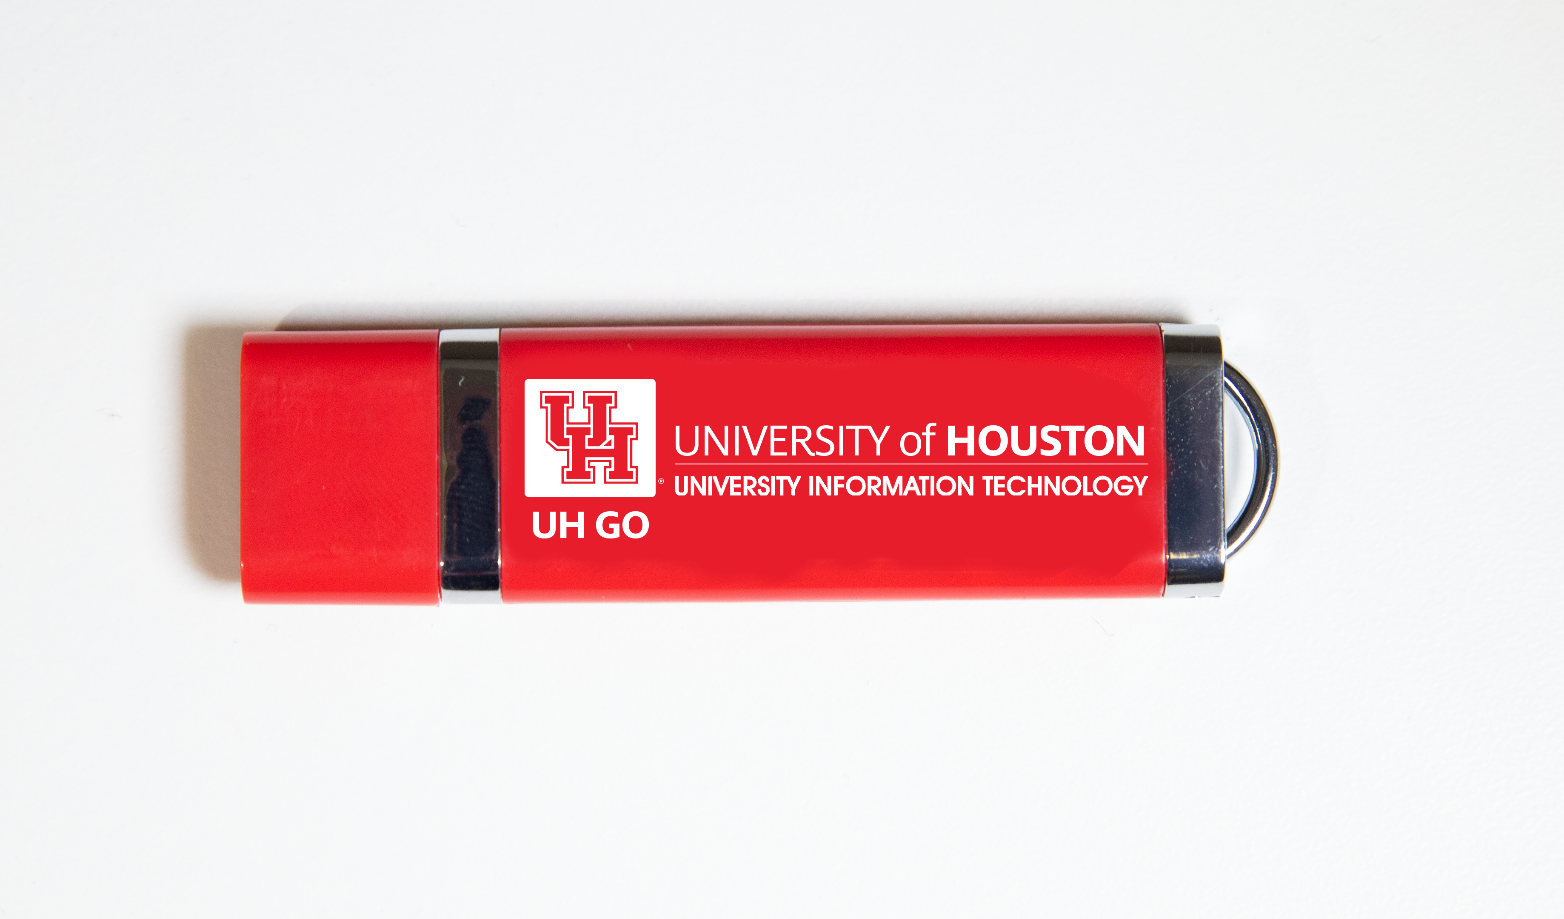 UH
UNIVERSITY of HOUSTON
UNIVERSITY INFORMATION TECHNOLOGY
®
UH GO